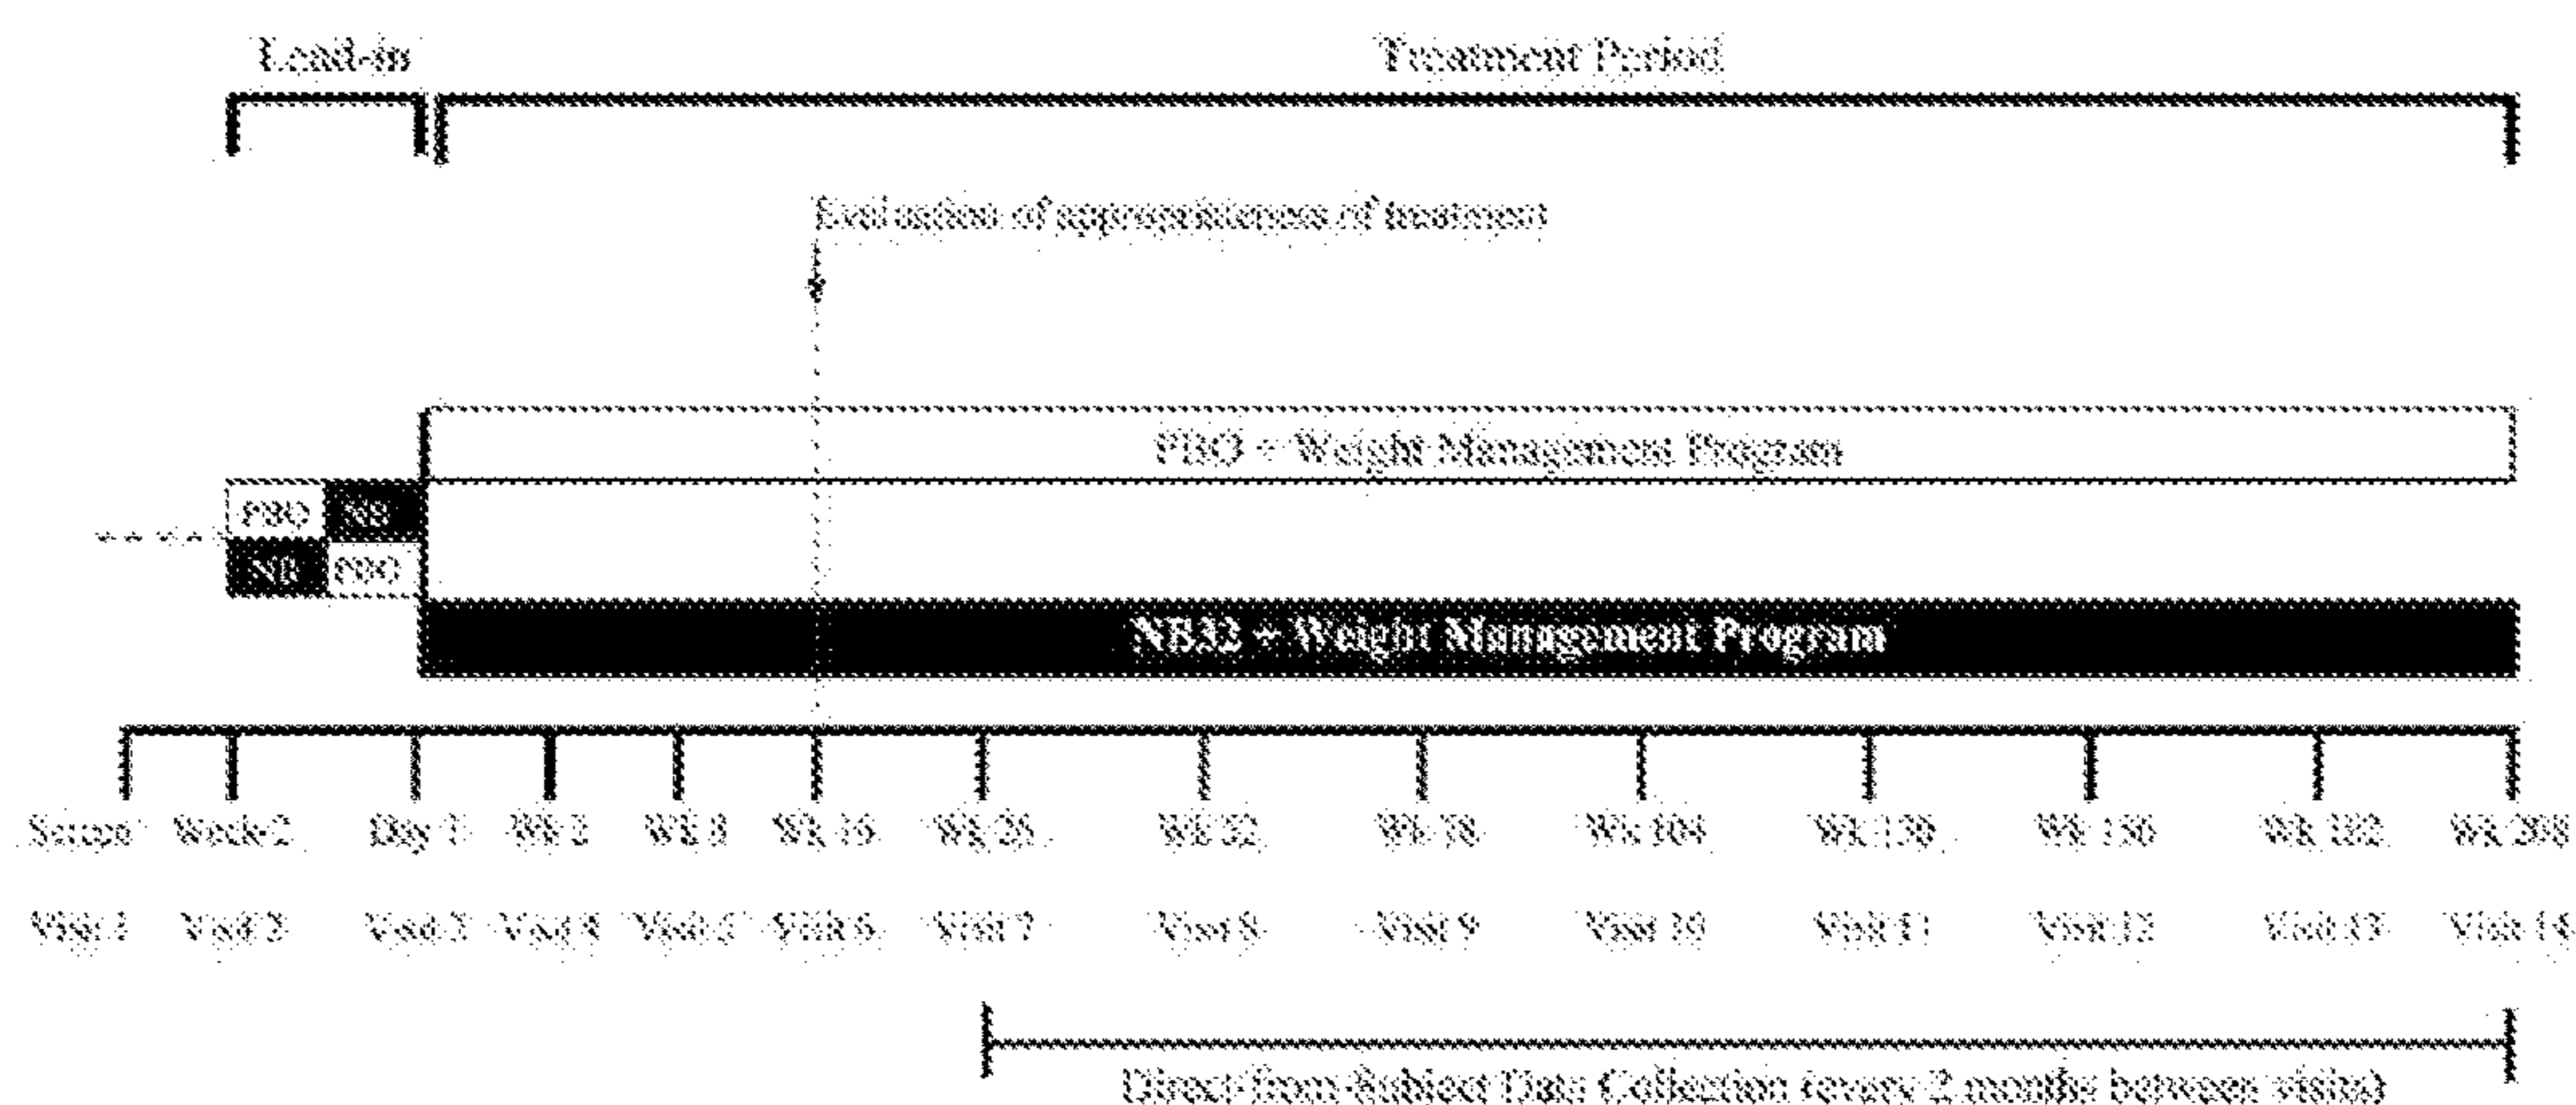 Lead-in Treatment Period
Evaluation of appropriateness of treatment
PBO + Weight Management Program
PBO NB
NB PBO
NB32 + Weight Management Program
Week-2 Day 1 Wk 2 Wk 8 Wk 16 Wk 26 Wk 52 Wk 78 Wk 104 Wk 130 Wk 156 Wk 182 Wk 208
Visit 1 Visit 2 Visit 3 Visit 4 Visit 5 Visit 6 Visit 7 Visit 8 Visit 9 Visit 10 Visit 11 Visit 12 Visit 13 Visit 14
Direct-from-Subject Data Collection (every 2 months between visits)